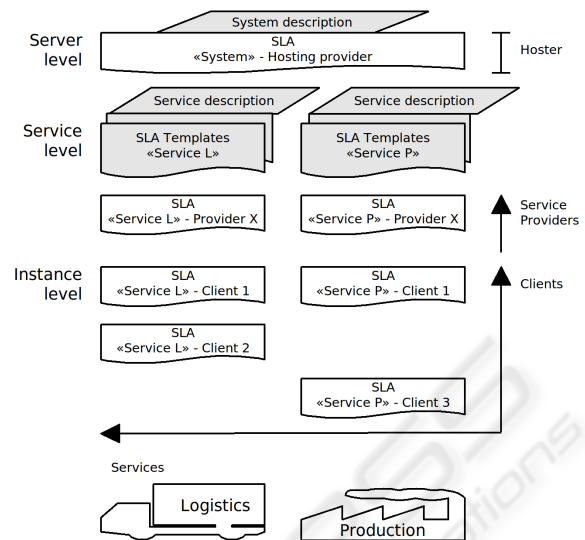 System description
Server
level
SLA
«System» - Hosting provider
Hoster
Service description
Service description
Service
level
SLA Templates
«Service L»
SLA Templates
«Service P»
SLA
«Service L» - Provider X
SLA
«Service P» - Provider X
Service
Providers
Instance
level
SLA
«Service L» - Client 1
SLA
«Service P» - Client 1
Clients
SLA
«Service L» - Client 2
SLA
«Service P» - Client 3
Services
Logistics
Production